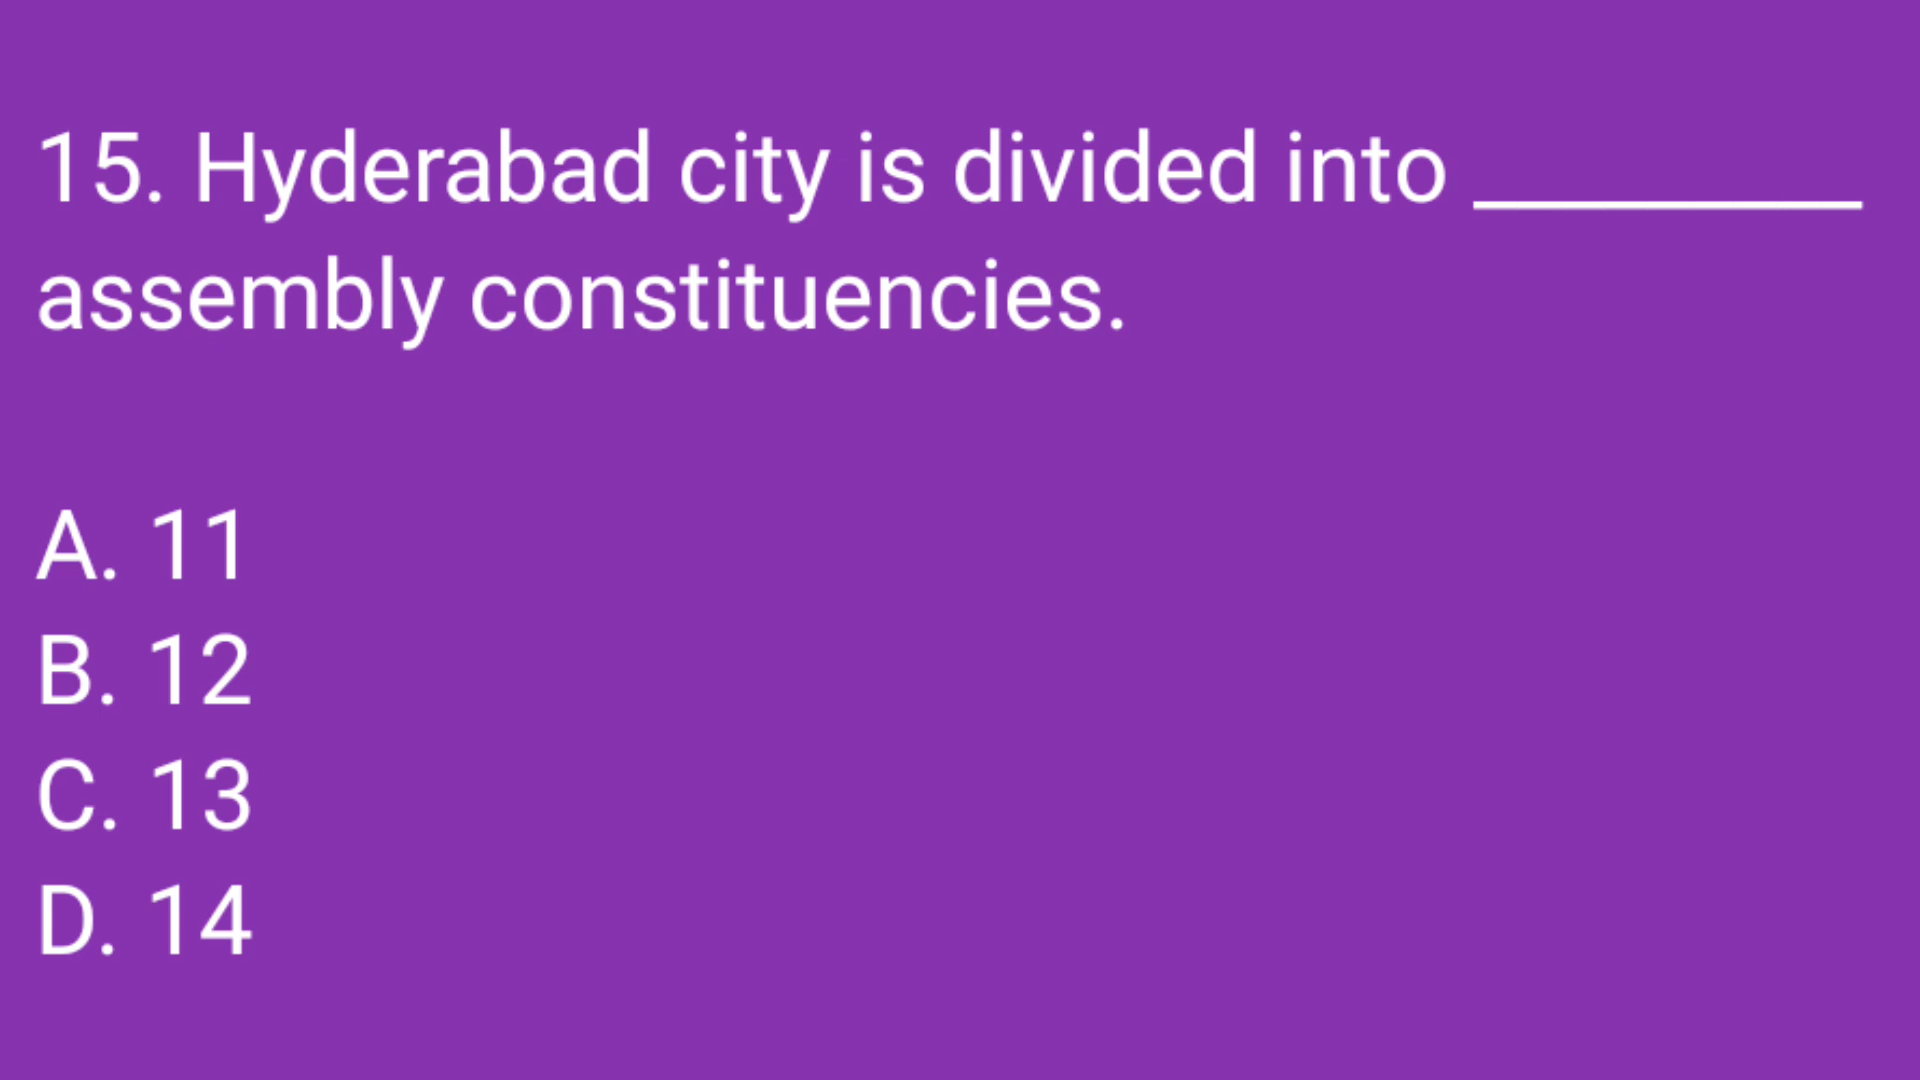 15. Hyderabad city is divided into ________
assembly constituencies.
A. 11
B. 12
C. 13
D. 14